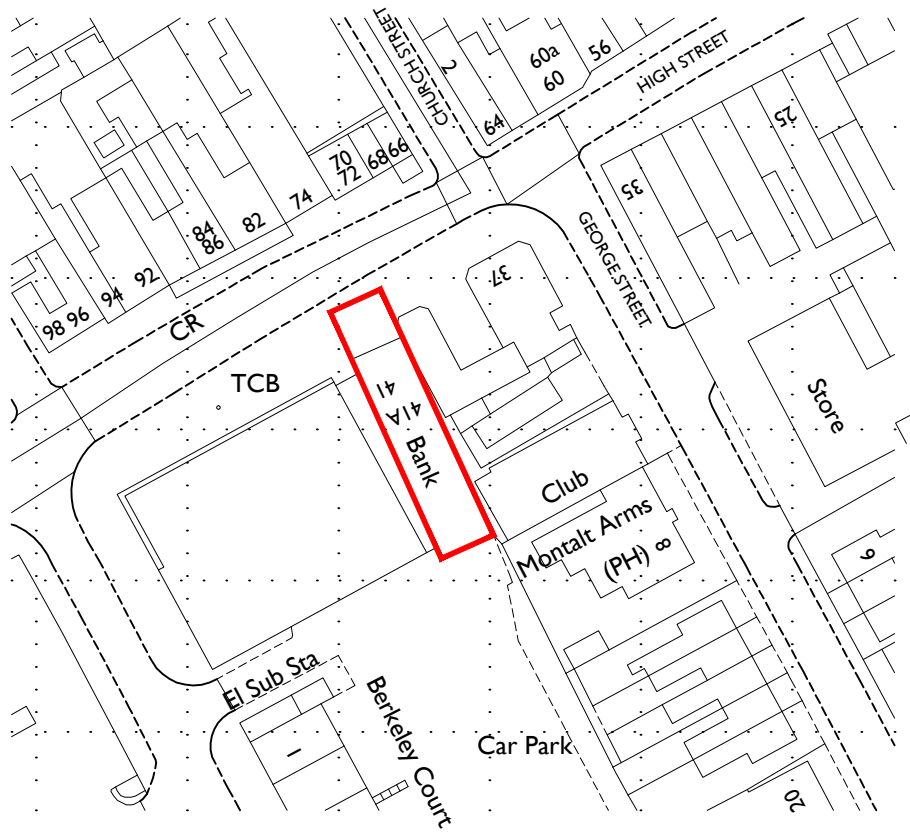 CHURCH STREET
2
60a
60
56
HIGH STREET
64
25
70
72
68
66
35
74
82
84
86
92
94
96
98
GEORGE STREET
37
CR
TCB
41
41A
Bank
Store
Club
Montalt Arms
(PH)
8
9
El Sub Sta
1
Berkeley Court
Car Park
20